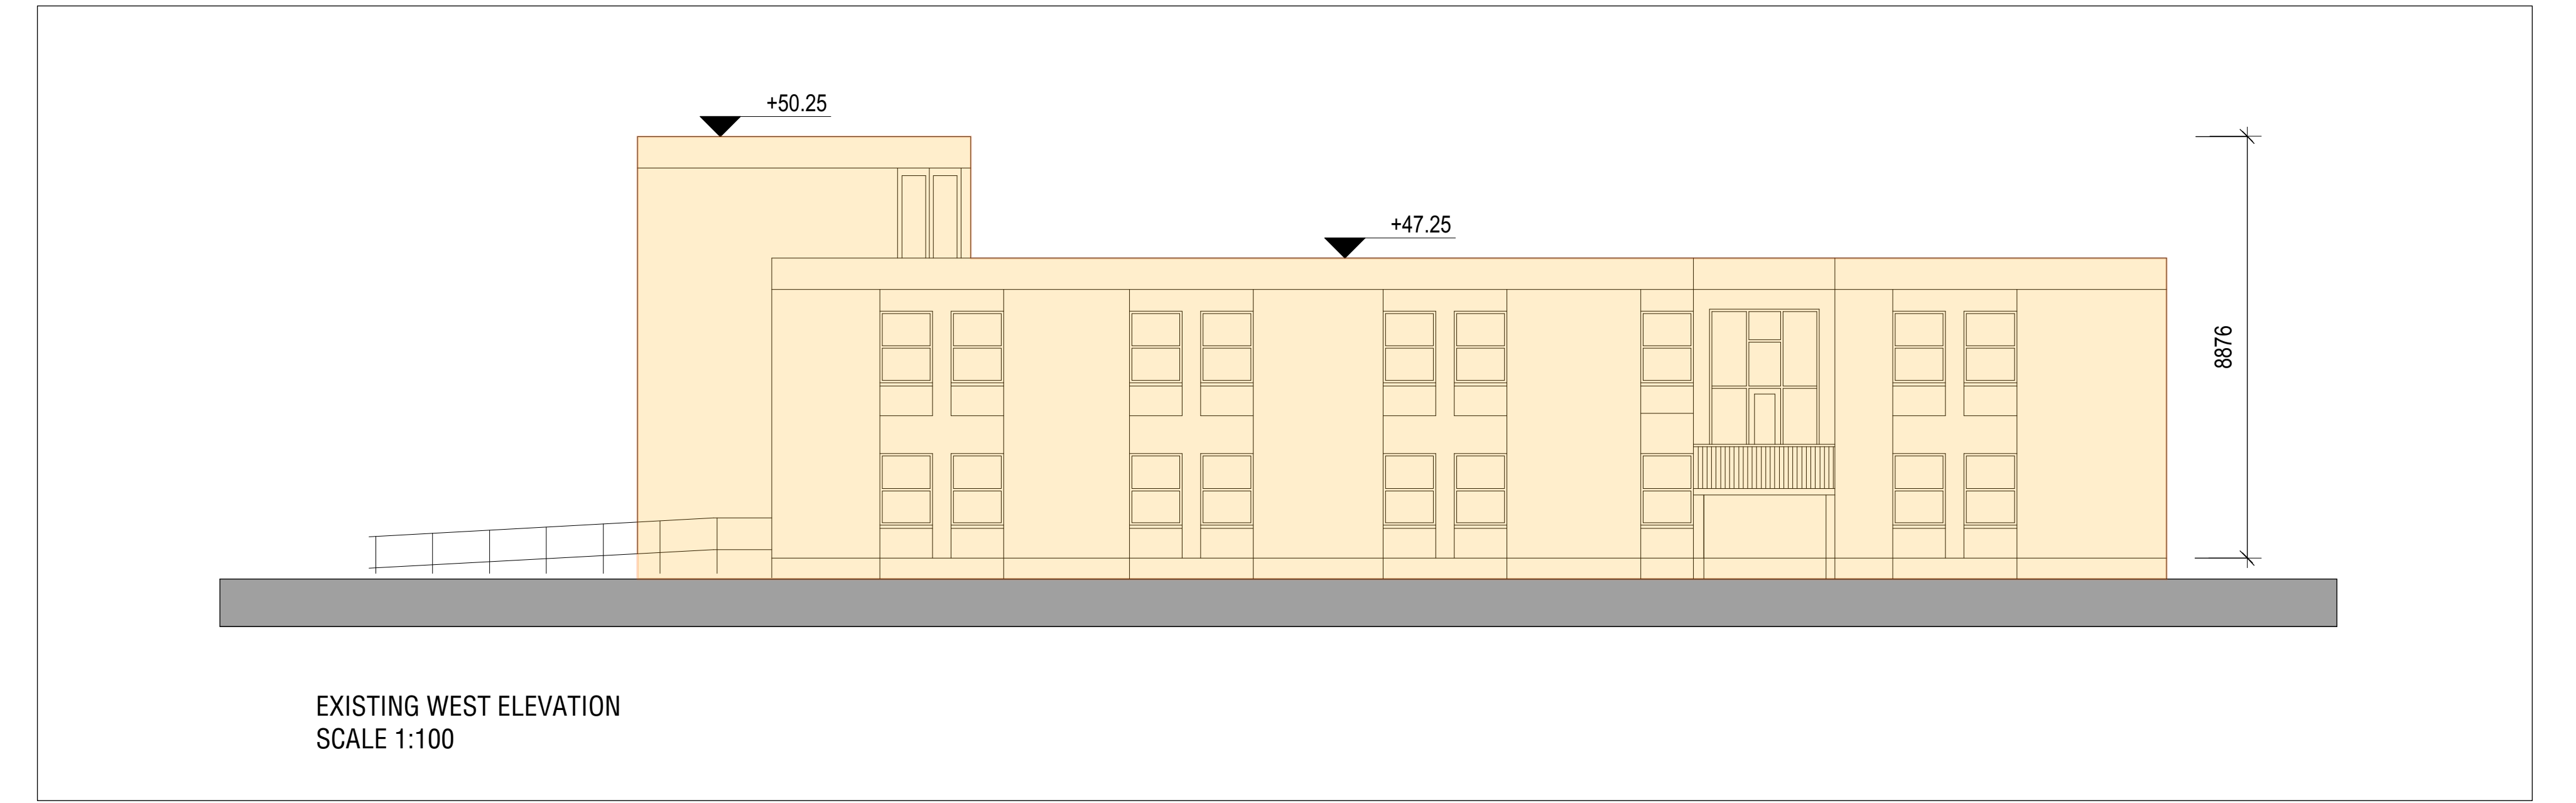 +50.25
+47.25
8876
EXISTING WEST ELEVATION
SCALE 1:100